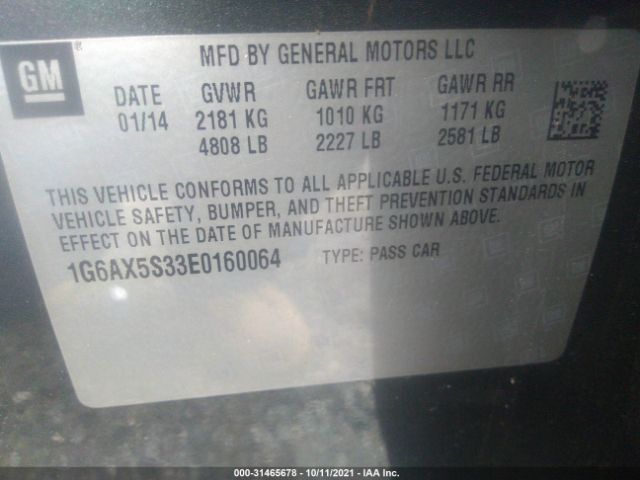 GM
MFD BY GENERAL MOTORS LLC
DATE GVWR GAWR FRT GAWR RR
01/14 2181 KG 1010 KG 1171 KG
4808 LB 2227 LB 2581 LB
THIS VEHICLE CONFORMS TO ALL APPLICABLE U.S. FEDERAL MOTOR
VEHICLE SAFETY, BUMPER, AND THEFT PREVENTION STANDARDS IN
EFFECT ON THE DATE OF MANUFACTURE SHOWN ABOVE.
1G6AX5S33E0160064 TYPE: PASS CAR
000-31465678 - 10/11/2021 - IAA Inc.